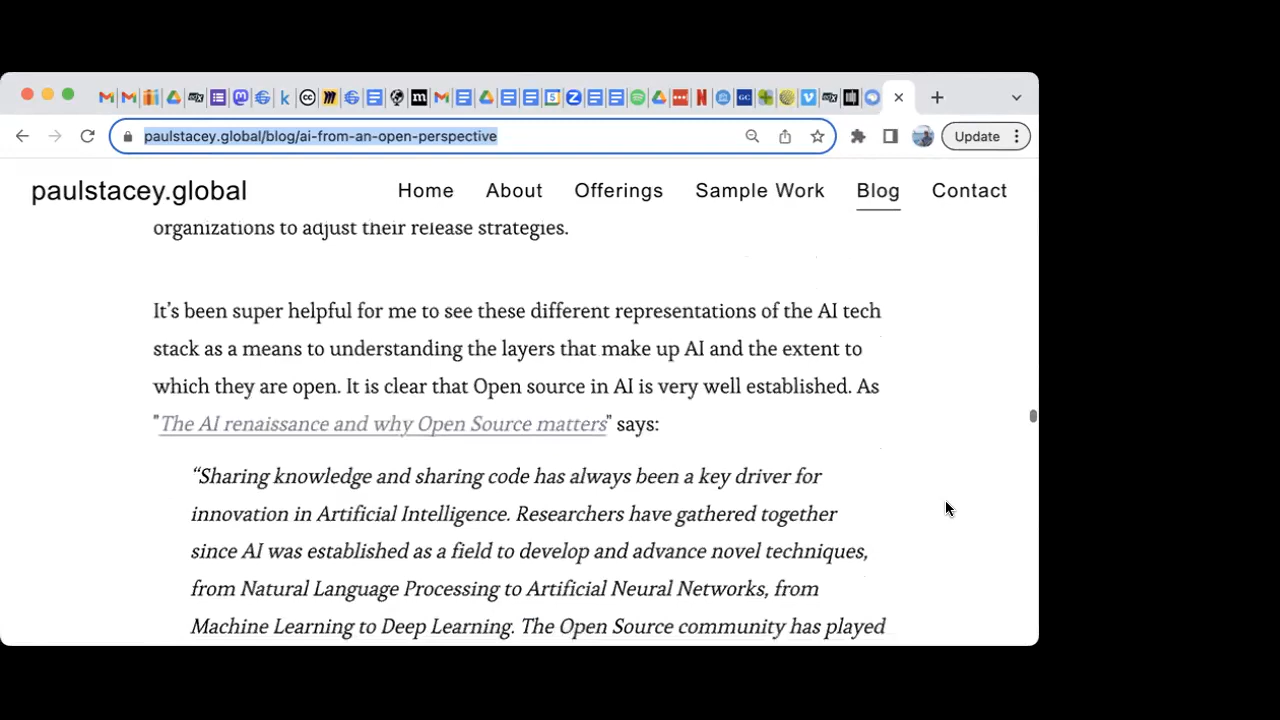 paulstacey.global/blog/ai-from-an-open-perspective
Update
paulstacey.global
Home
About
Offerings
Sample Work
Blog
Contact
organizations to adjust their release strategies.
It’s been super helpful for me to see these different representations of the AI tech
stack as a means to understanding the layers that make up AI and the extent to
which they are open. It is clear that Open source in AI is very well established. As
"The AI renaissance and why Open Source matters" says:
“Sharing knowledge and sharing code has always been a key driver for
innovation in Artificial Intelligence. Researchers have gathered together
since AI was established as a field to develop and advance novel techniques,
from Natural Language Processing to Artificial Neural Networks, from
Machine Learning to Deep Learning. The Open Source community has played